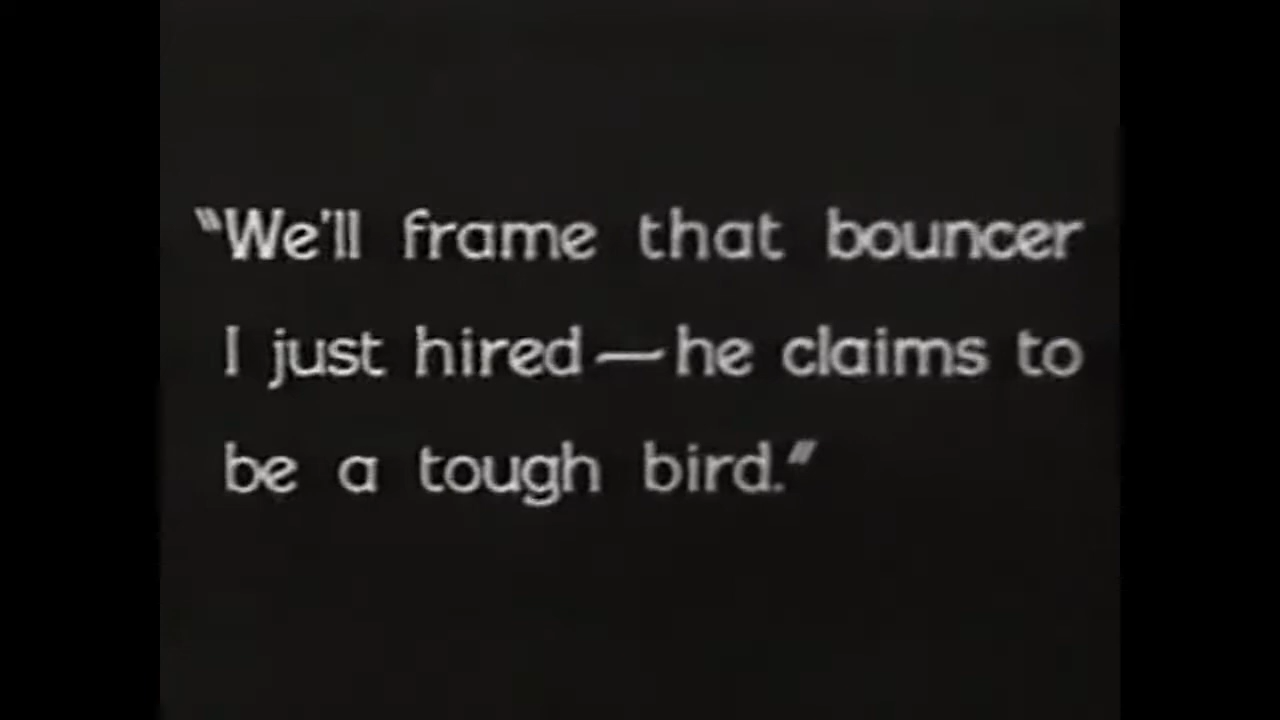 "We'll frame that bouncer
I just hired—he claims to
be a tough bird."